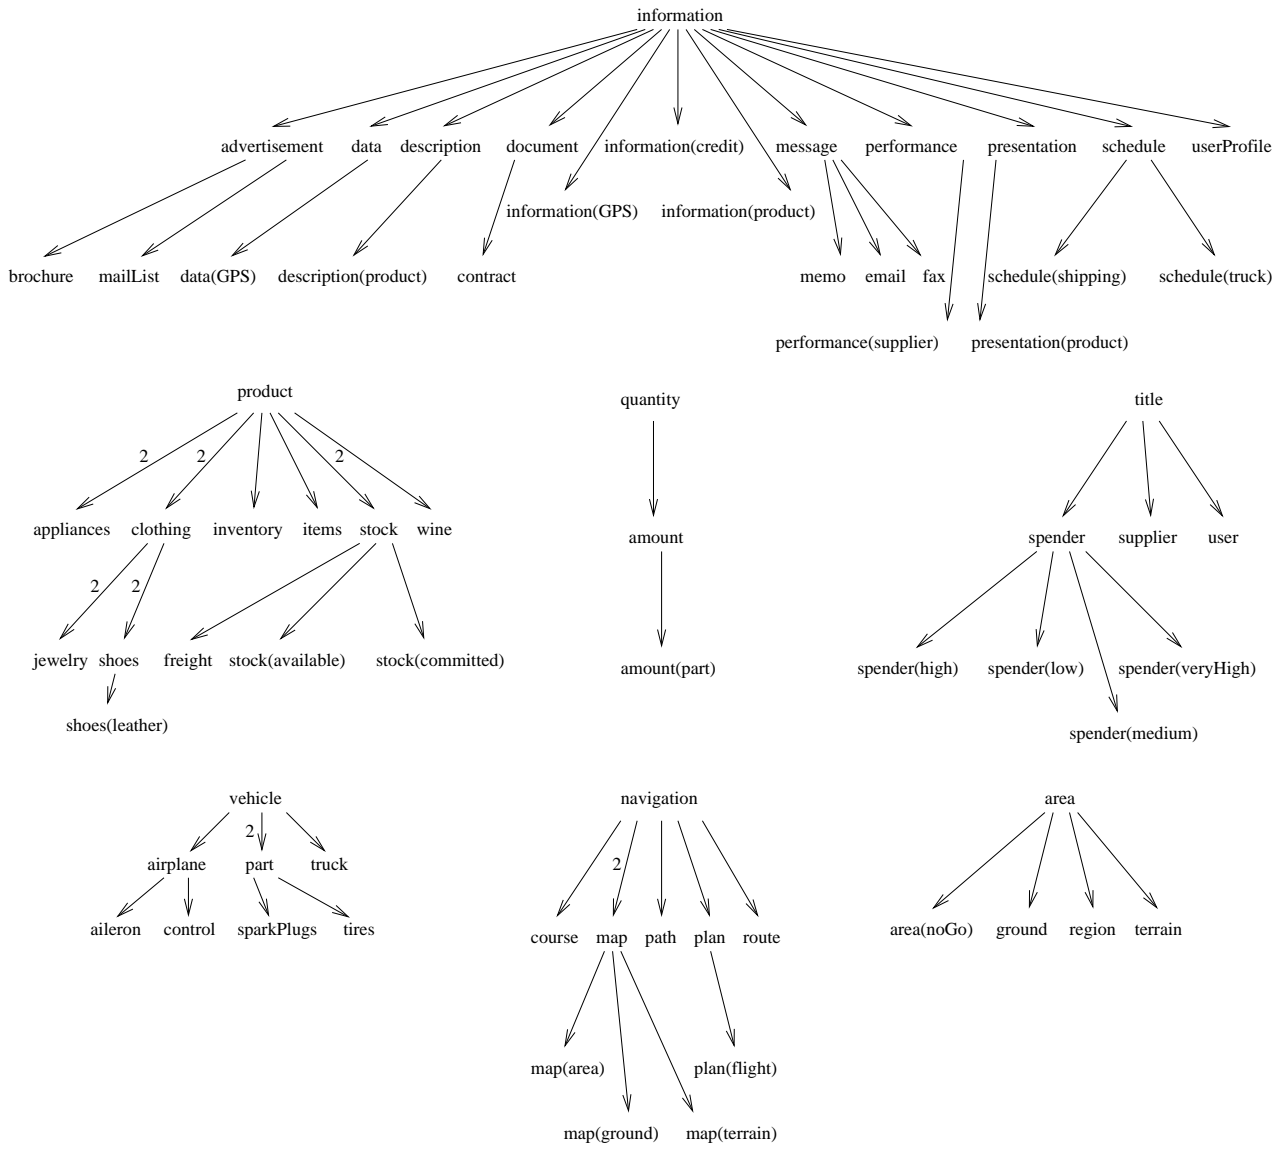 information
advertisement data description document information(credit) message performance presentation schedule userProfile
information(GPS) information(product)
brochure mailList data(GPS) description(product) contract memo email fax schedule(shipping) schedule(truck)
performance(supplier) presentation(product)
product quantity title
2 2 2
appliances clothing inventory items stock wine amount spender supplier user
2 2
jewelry shoes freight stock(available) stock(committed) amount(part) spender(high) spender(low) spender(veryHigh)
shoes(leather) spender(medium)
vehicle navigation area
2
airplane part truck 2
aileron control sparkPlugs tires course map path plan route area(noGo) ground region terrain
map(area) plan(flight)
map(ground) map(terrain)